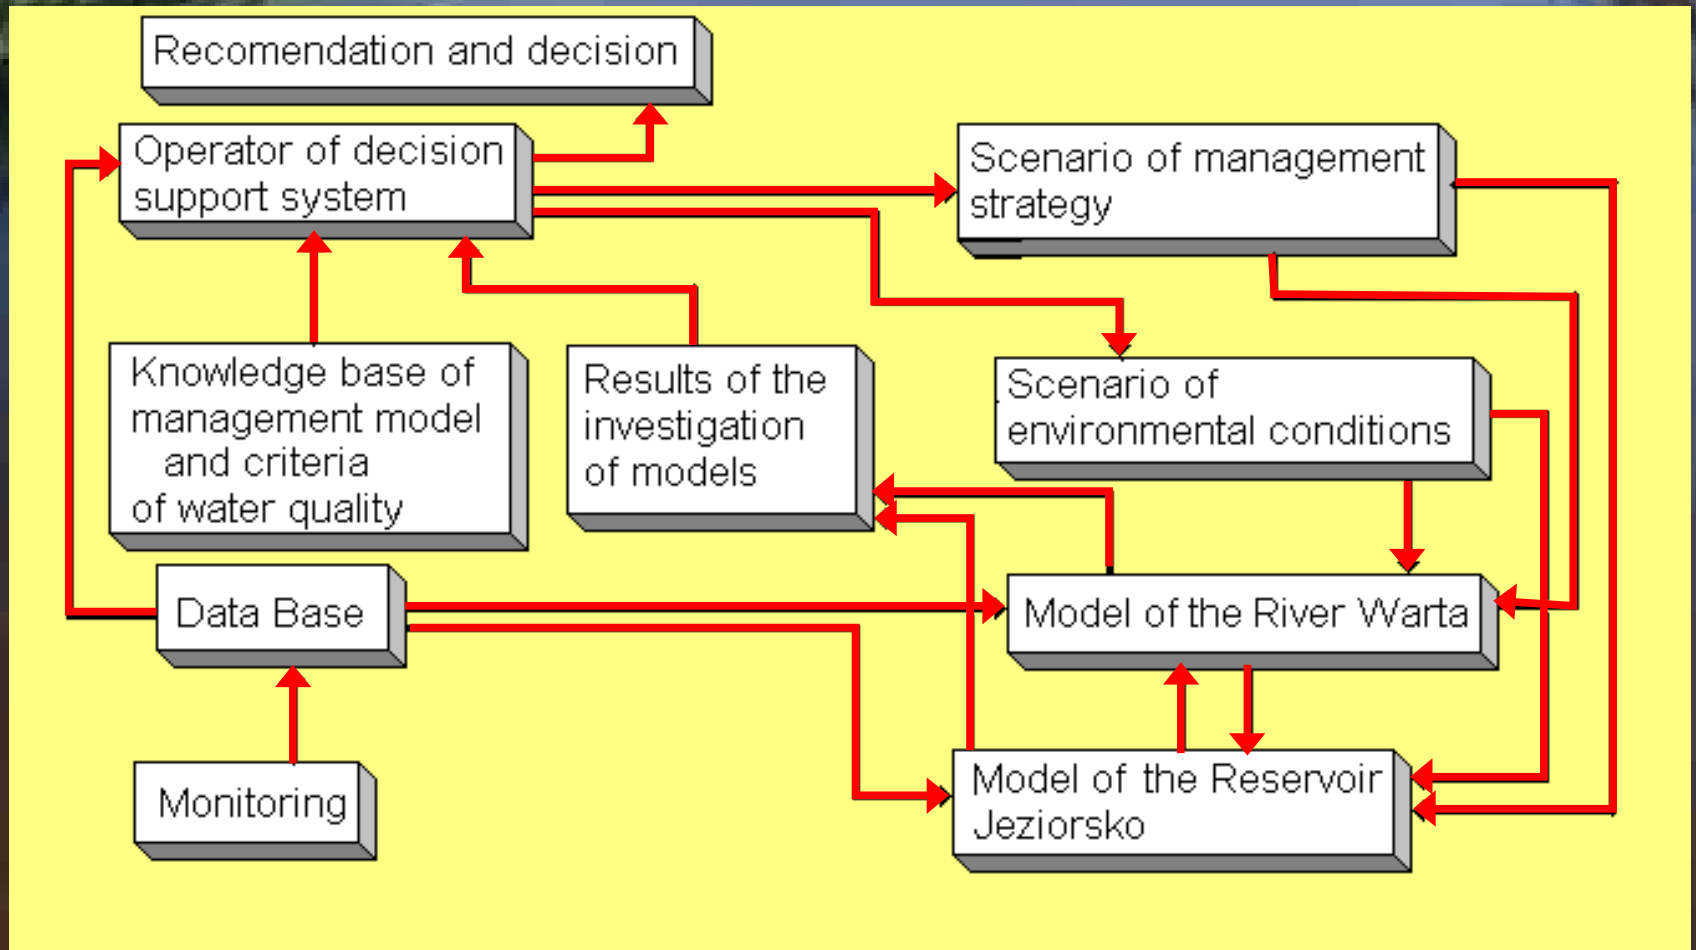 Recomendation and decision
Operator of decision
support system
Scenario of management
strategy
Knowledge base of
management model
and criteria
of water quality
Results of the
investigation
of models
Scenario of
environmental conditions
Data Base
Model of the River Warta
Monitoring
Model of the Reservoir
Jeziorsko